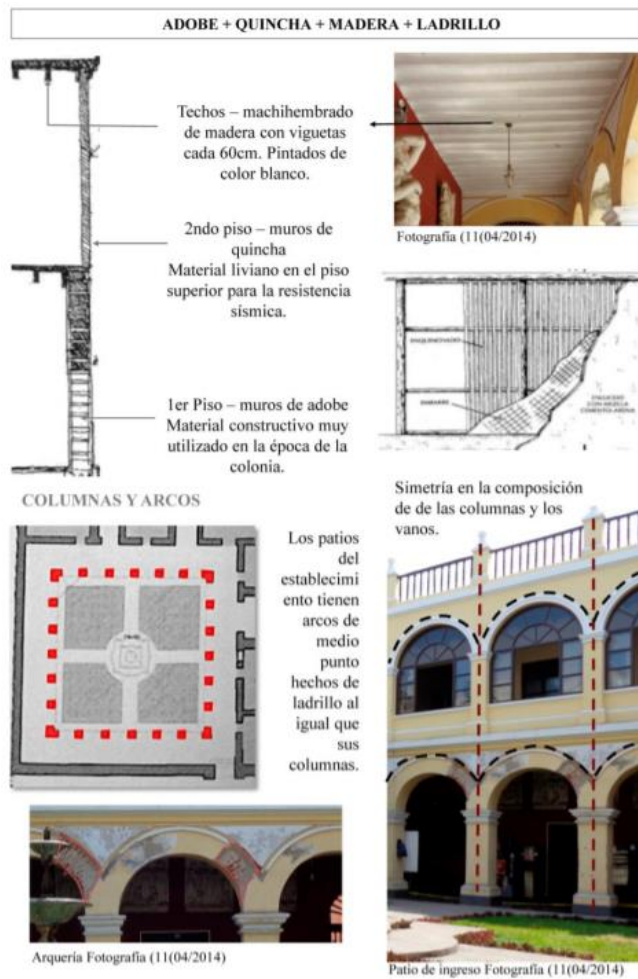 ADOBE + QUINCHA + MADERA + LADRILLO
Techos – machihembrado
de madera con viguetas
cada 60cm. Pintados de
color blanco.
Fotografía (11(04/2014)
2ndo piso – muros de
quincha
Material liviano en el piso
superior para la resistencia
sísmica.
1er Piso – muros de adobe
Material constructivo muy
utilizado en la época de la
colonia.
COLUMNAS Y ARCOS
Los patios
del
establecimi
ento tienen
arcos de
medio
punto
hechos de
ladrillo al
igual que
sus
columnas.
Simetría en la composición
de de las columnas y los
vanos.
Arquería Fotografía (11(04/2014)
Patio de ingreso Fotografía (11(04/2014)